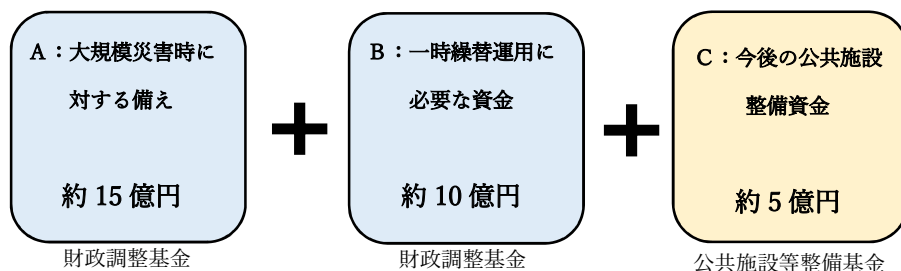 A：大規模災害時に
対する備え
約 15 億円
財政調整基金
B：一時繰替運用に
必要な資金
約 10 億円
財政調整基金
C：今後の公共施設
整備資金
約 5 億円
公共施設等整備基金